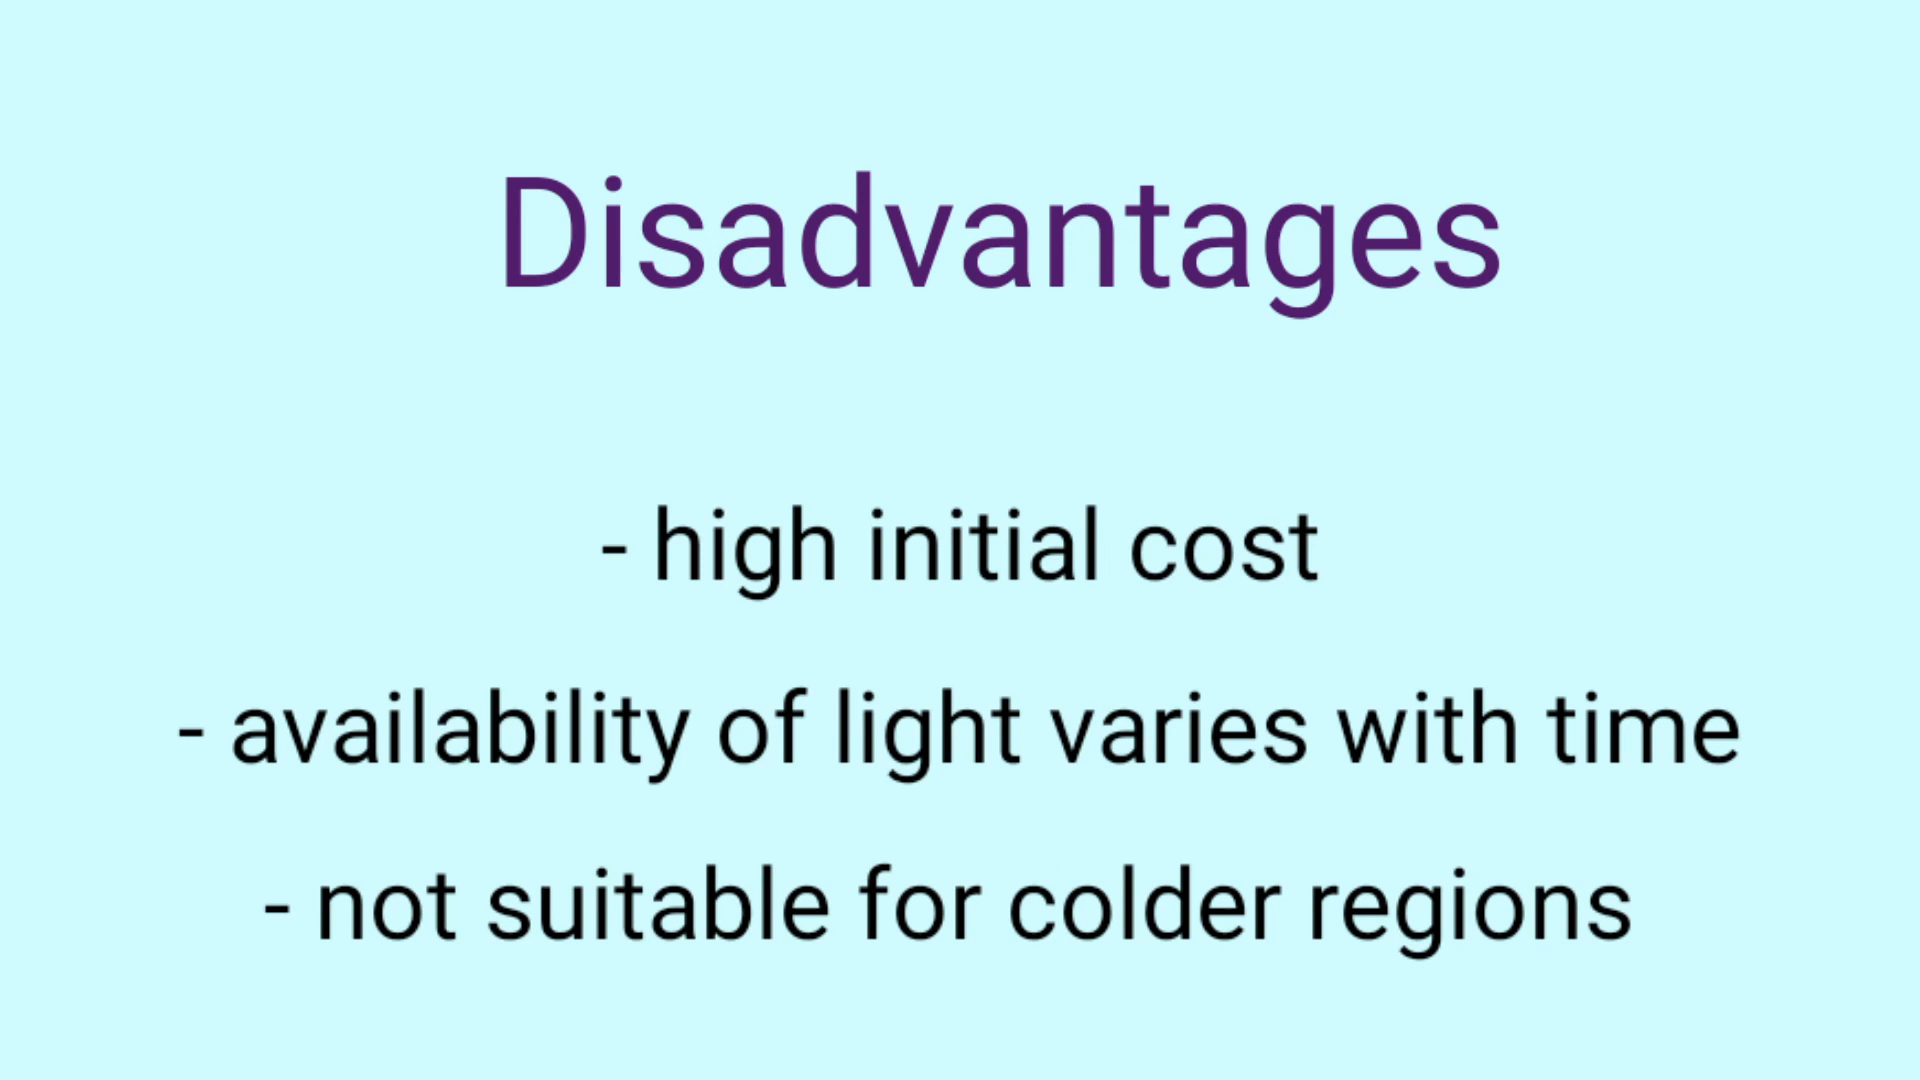 Disadvantages
- high initial cost
- availability of light varies with time
- not suitable for colder regions